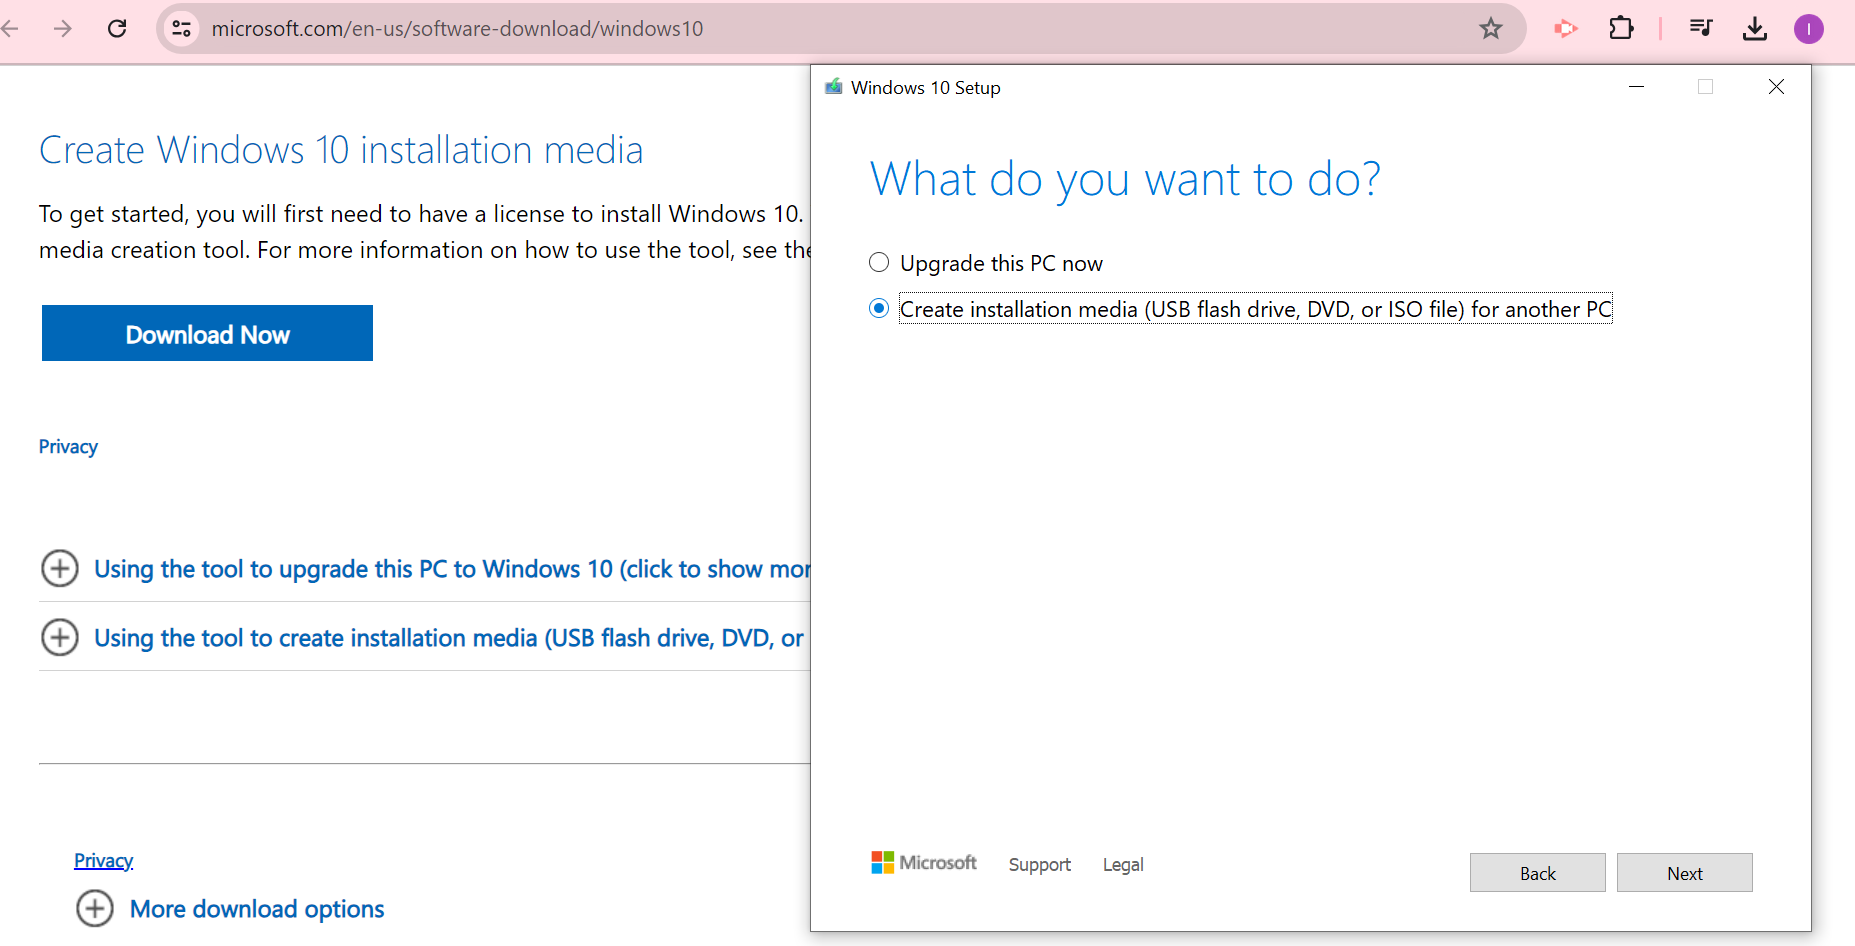 microsoft.com/en-us/software-download/windows10
I
Create Windows 10 installation media
To get started, you will first need to have a license to install Windows 10.
media creation tool. For more information on how to use the tool, see the
Download Now
Privacy
Using the tool to upgrade this PC to Windows 10 (click to show mor
Using the tool to create installation media (USB flash drive, DVD, or
Privacy
More download options
Windows 10 Setup
What do you want to do?
Upgrade this PC now
Create installation media (USB flash drive, DVD, or ISO file) for another PC
Microsoft Support Legal
Back Next